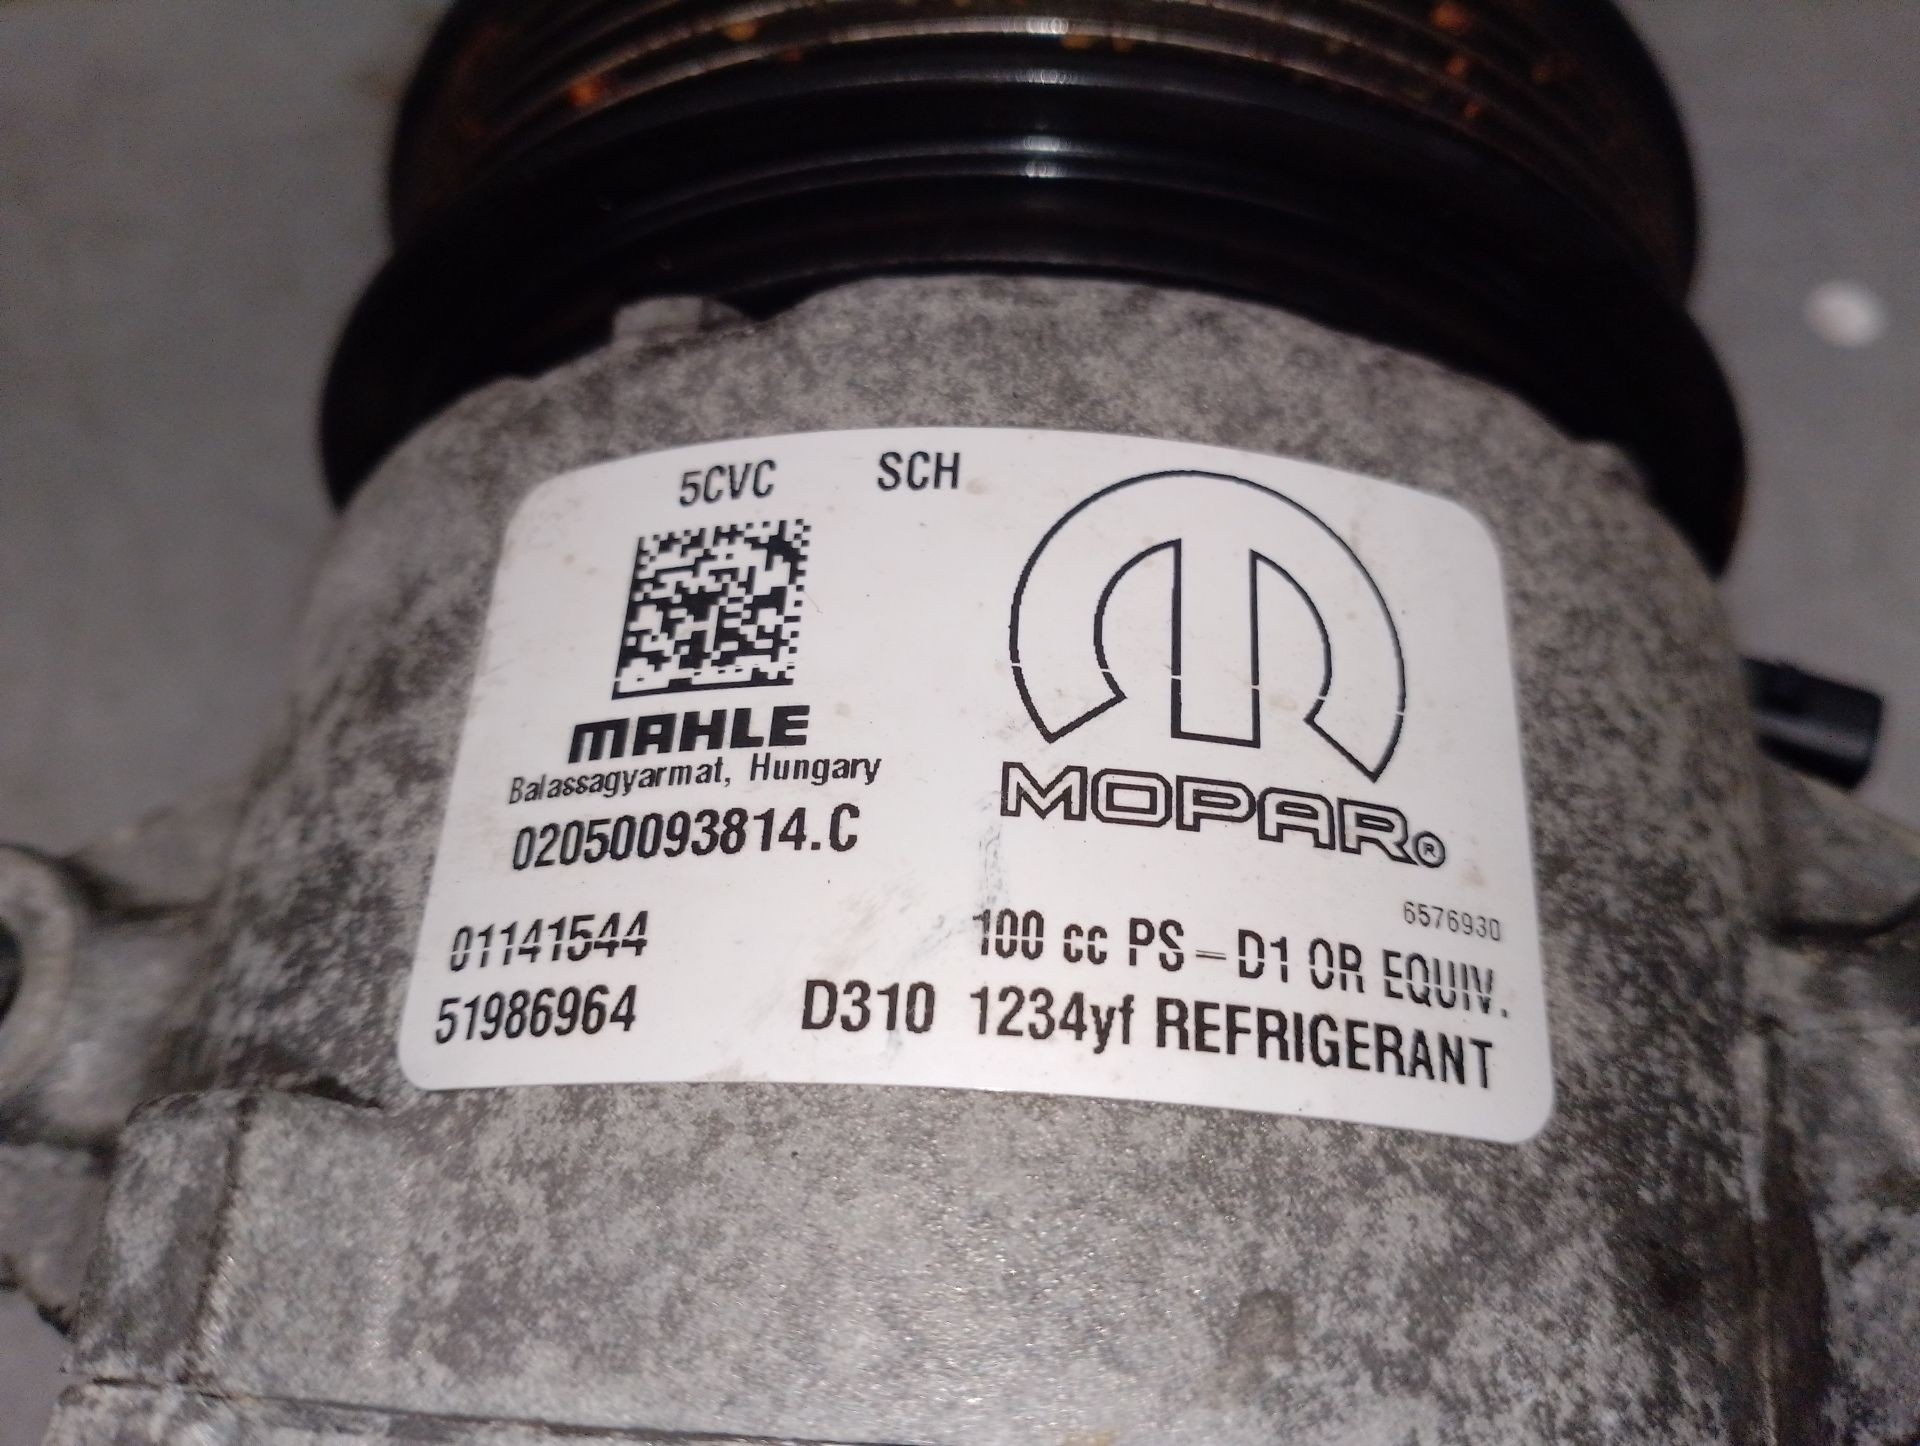 5CVC SCH
MAHLE
Balassagyarmat, Hungary
02050093814.C
MOPAR®
6576930
01141544 100 cc PS-D1 OR EQUIV.
51986964 D310 1234yf REFRIGERANT